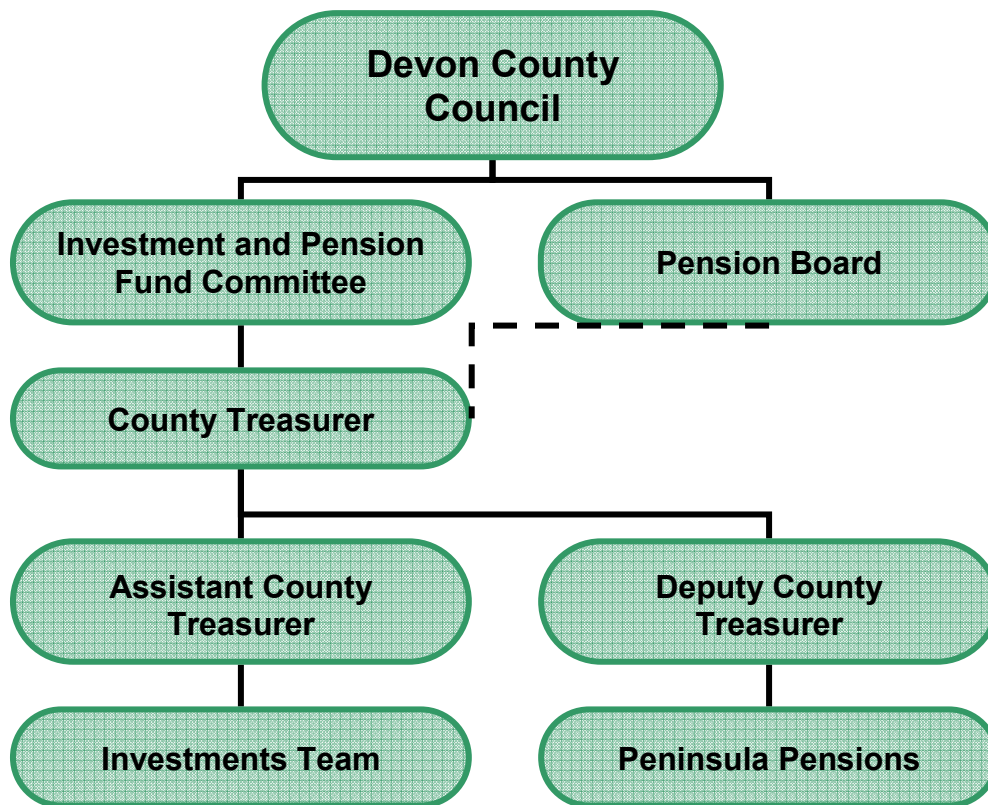 Devon County
Council
Investment and Pension
Fund Committee
Pension Board
County Treasurer
Assistant County
Treasurer
Deputy County
Treasurer
Investments Team
Peninsula Pensions